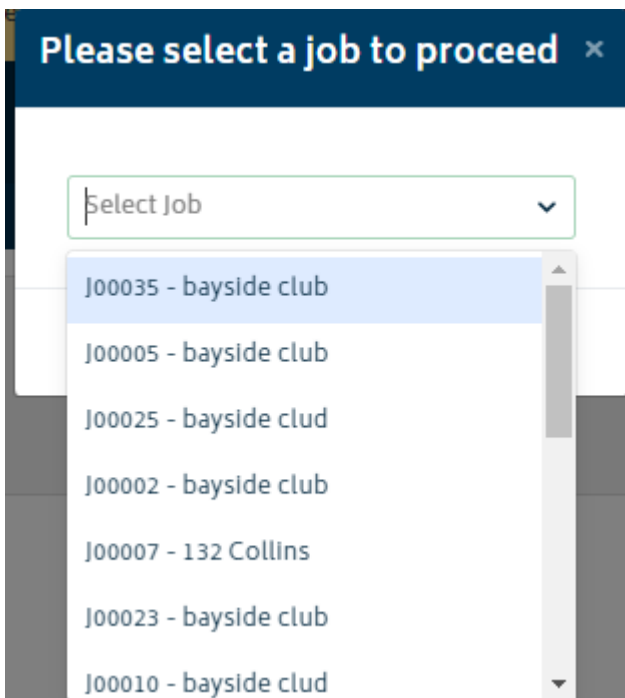 Please select a job to proceed ×
Select Job
J00035 - bayside club
J00005 - bayside club
J00025 - bayside clud
J00002 - bayside club
J00007 - 132 Collins
J00023 - bayside club
J00010 - bayside clud